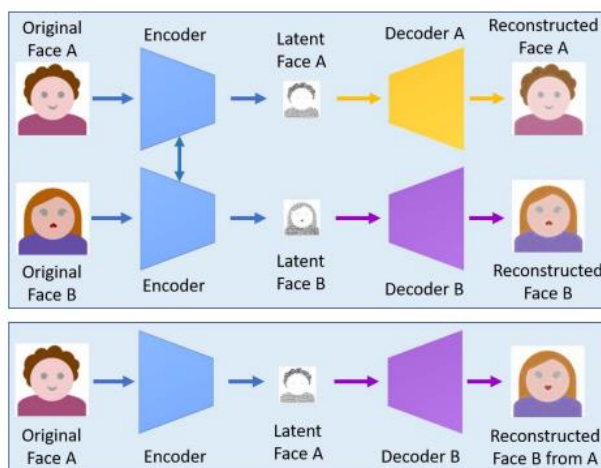 Original
Face A
Encoder
Latent
Face A
Decoder A
Reconstructed
Face A
Original
Face B
Encoder
Latent
Face B
Decoder B
Reconstructed
Face B
Original
Face A
Encoder
Latent
Face A
Decoder B
Reconstructed
Face B from A